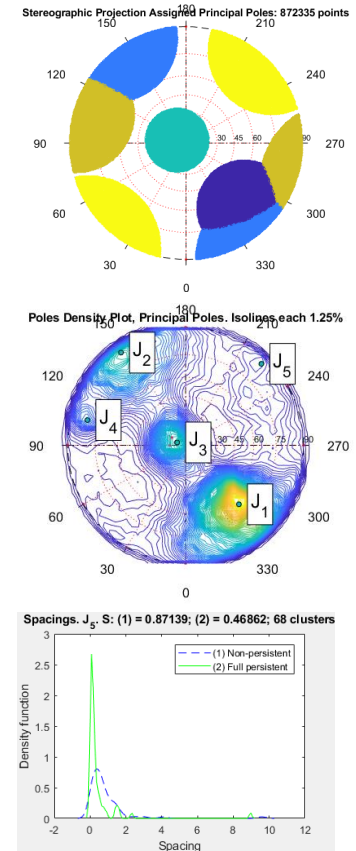 Stereographic Projection Assigned Principal Poles: 872335 points
180
150 210
120 240
90 30 45 60 90 270
60 300
30 330
0
Poles Density Plot, Principal Poles. Isolines each 1.25%
180
150 210
J2 J5
120 240
J4
J3
90 30 45 60 75 90 270
J1
60 300
30 330
0
Spacings. J5. S: (1) = 0.87139; (2) = 0.46862; 68 clusters
3
(1) Non-persistent
2.5
(2) Full persistent
2
1.5
1
0.5
0
-2 0 2 4 6 8 10 12
Density function
Spacing